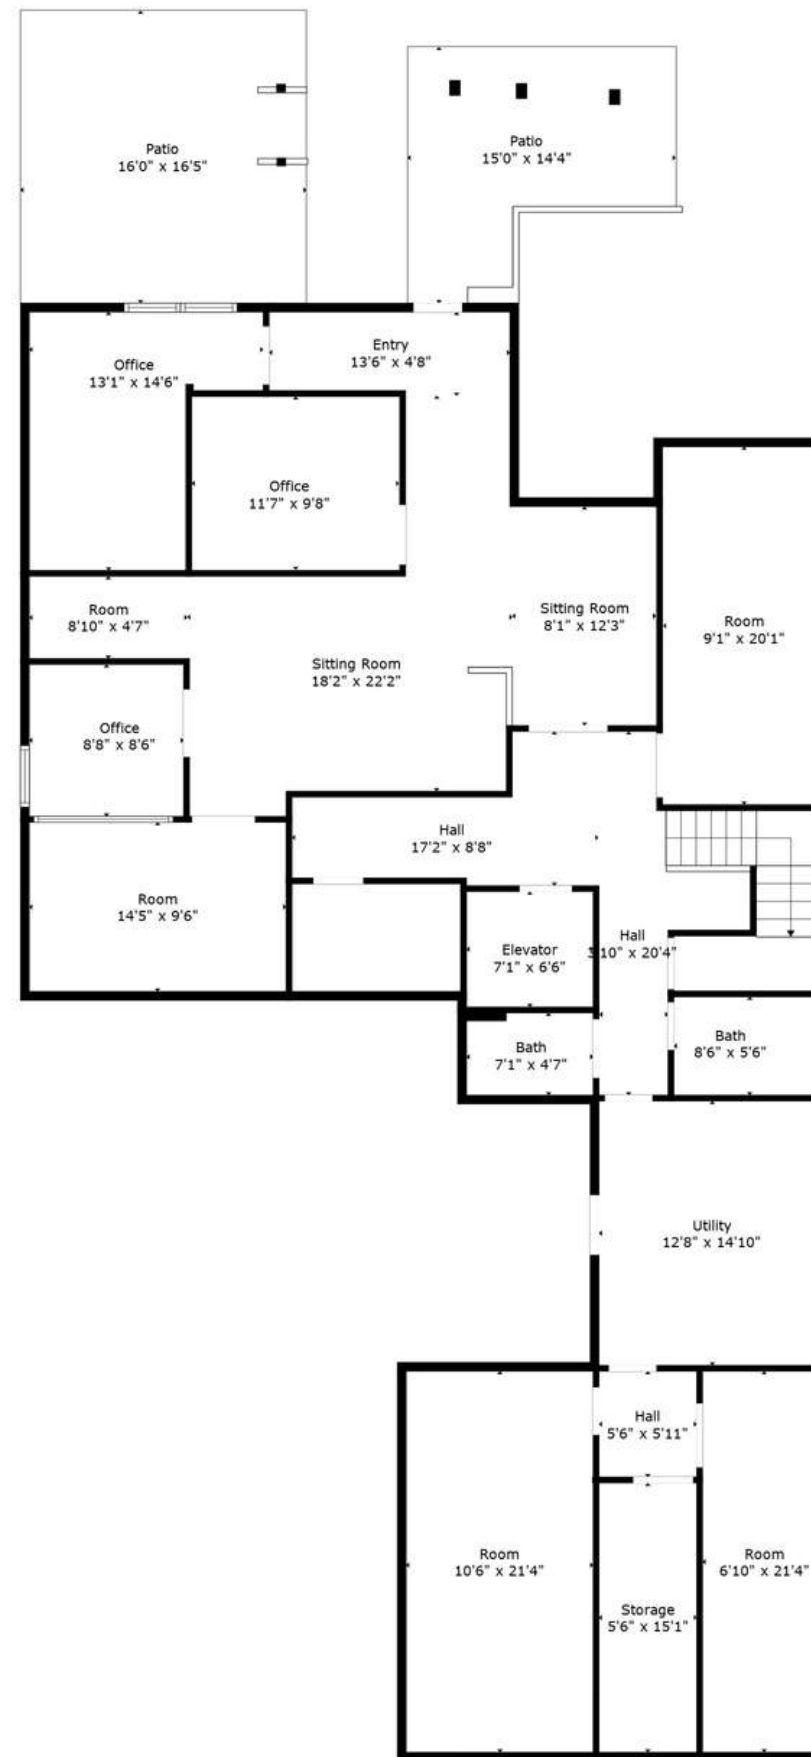 Patio
16'0" x 16'5"
Patio
15'0" x 14'4"
Entry
13'6" x 4'8"
Office
13'1" x 14'6"
Office
11'7" x 9'8"
Room
8'10" x 4'7"
Sitting Room
8'1" x 12'3"
Room
9'1" x 20'1"
Sitting Room
18'2" x 22'2"
Office
8'8" x 8'6"
Hall
17'2" x 8'8"
Room
14'5" x 9'6"
Elevator
7'1" x 6'6"
Hall
3'10" x 20'4"
Bath
7'1" x 4'7"
Bath
8'6" x 5'6"
Utility
12'8" x 14'10"
Hall
5'6" x 5'11"
Room
10'6" x 21'4"
Room
6'10" x 21'4"
Storage
5'6" x 15'1"